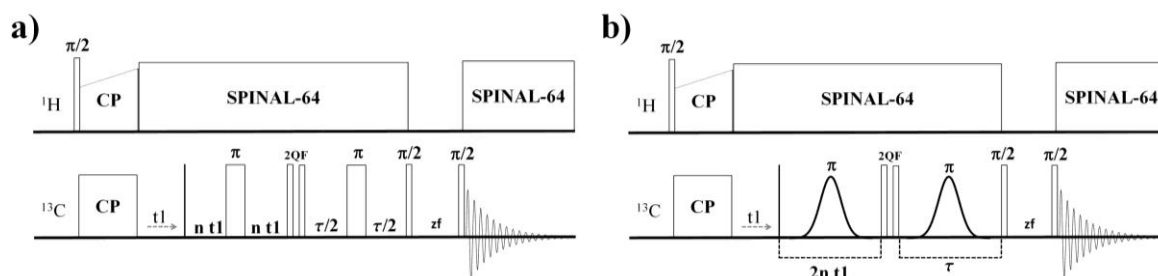 a)
π/2
¹H
CP
SPINAL-64
SPINAL-64
π
2QF
π
π/2
π/2
¹³C
CP
t1
n t1
n t1
τ/2
τ/2
zf
b)
π/2
¹H
CP
SPINAL-64
SPINAL-64
π
2QF
π
π/2
π/2
¹³C
CP
t1
zf
2n t1
τ